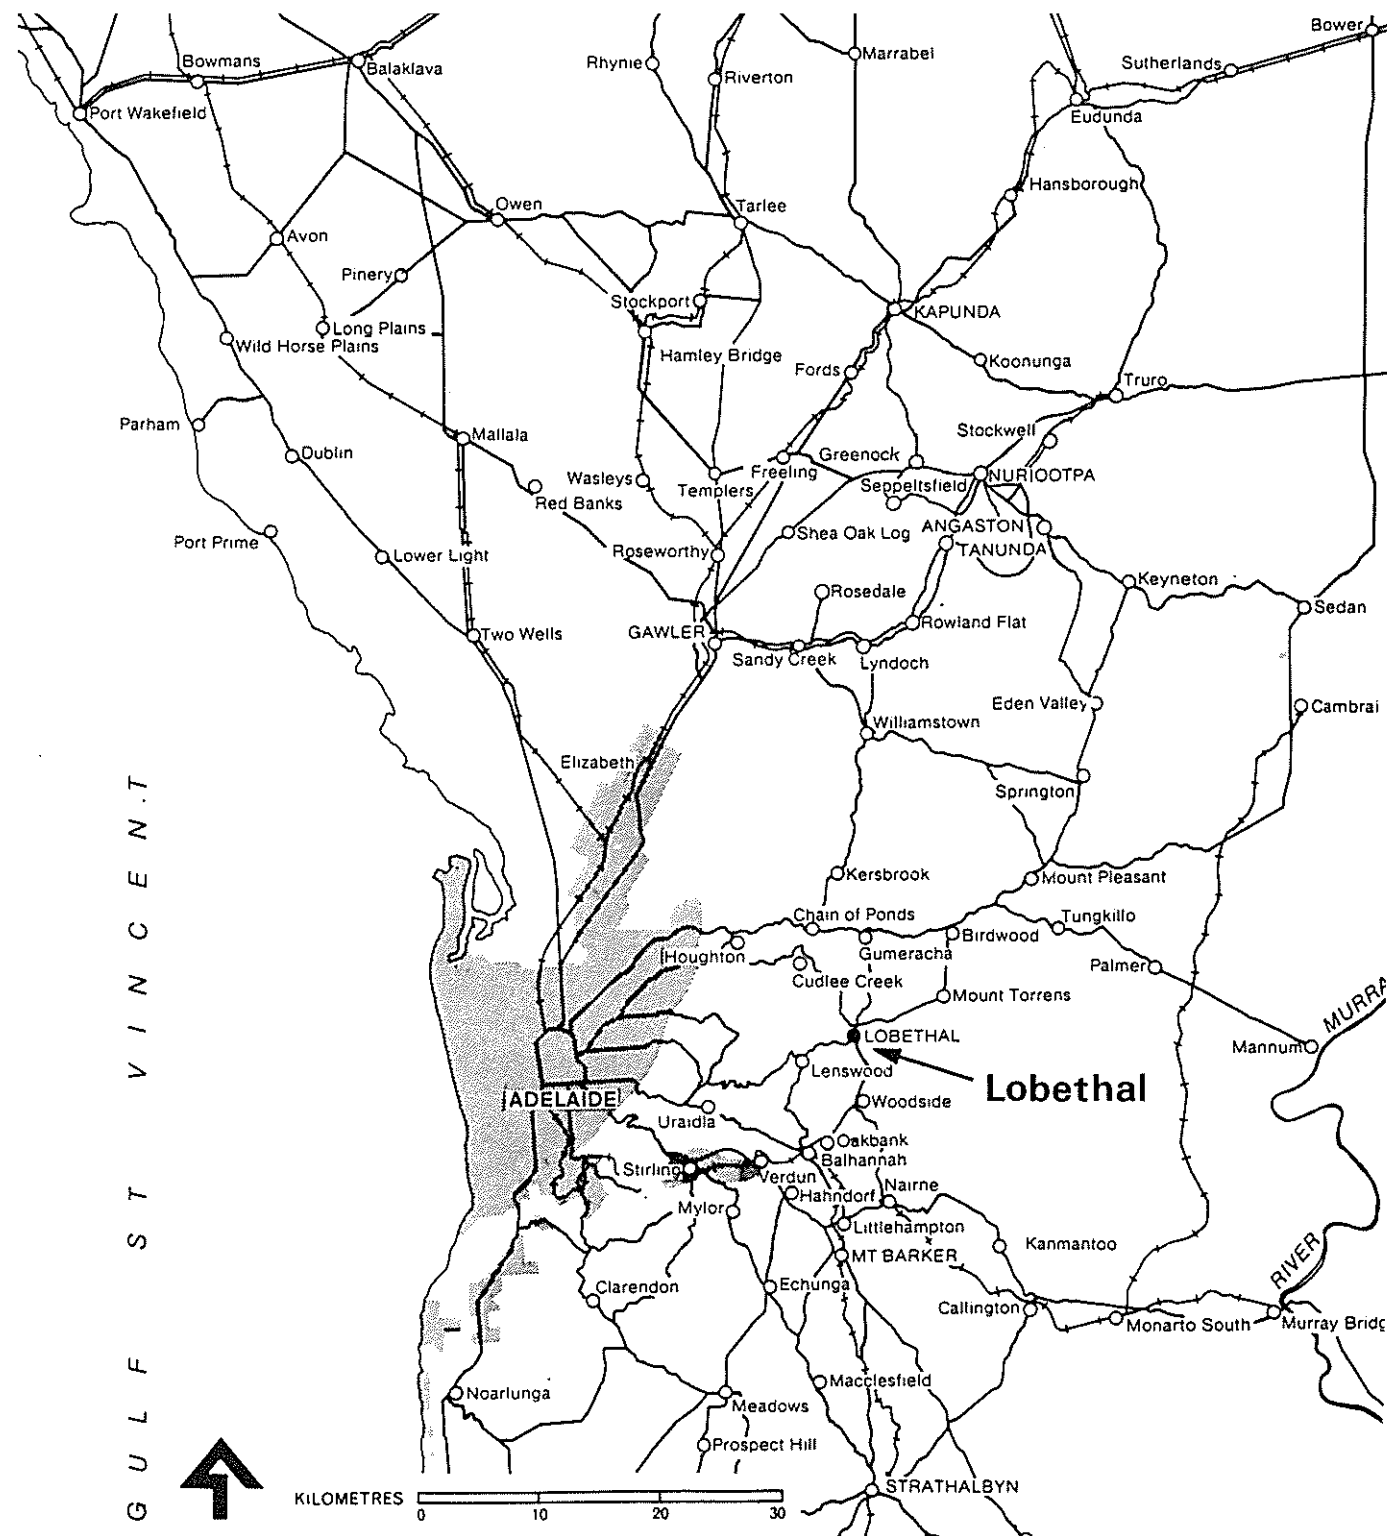 Bower
Marrabel
Bowmans
Rhynie
Sutherlands
Balaklava
Riverton
Port Wakefield
Eudunda
Hansborough
Owen
Tarlee
Avon
Pinery
Stockport
KAPUNDA
Long Plains
Wild Horse Plains
Hamley Bridge
Koonunga
Fords
Truro
Parham
Stockwell
Mallala
Dublin
Greenock
Freeling
NURIOOTPA
Wasleys
Templers
Seppeltsfield
Red Banks
ANGASTON
Shea Oak Log
Port Prime
Roseworthy
TANUNDA
Lower Light
Keyneton
Rosedale
Sedan
Rowland Flat
Two Wells
GAWLER
Sandy Creek
Lyndoch
Eden Valley
Cambrai
Williamstown
Elizabeth
Springton
Kersbrook
Mount Pleasant
Chain of Ponds
Tungkillo
Birdwood
Houghton
Gumeracha
Palmer
Cudlee Creek
Mount Torrens
MURRA
LOBETHAL
Mannum
Lenswood
Lobethal
ADELAIDE
Woodside
Uraidla
Oakbank
Balhannah
Stirling
Verdun
Nairne
Hahndorf
Mylor
Littlehampton
Kanmantoo
MT BARKER
RIVER
Clarendon
Echunga
Callington
Monarto South
Murray Bridg
Macclesfield
Noarlunga
Meadows
Prospect Hill
STRATHALBYN
GULF ST VINCEN.T
KILOMETRES
0 10 20 30